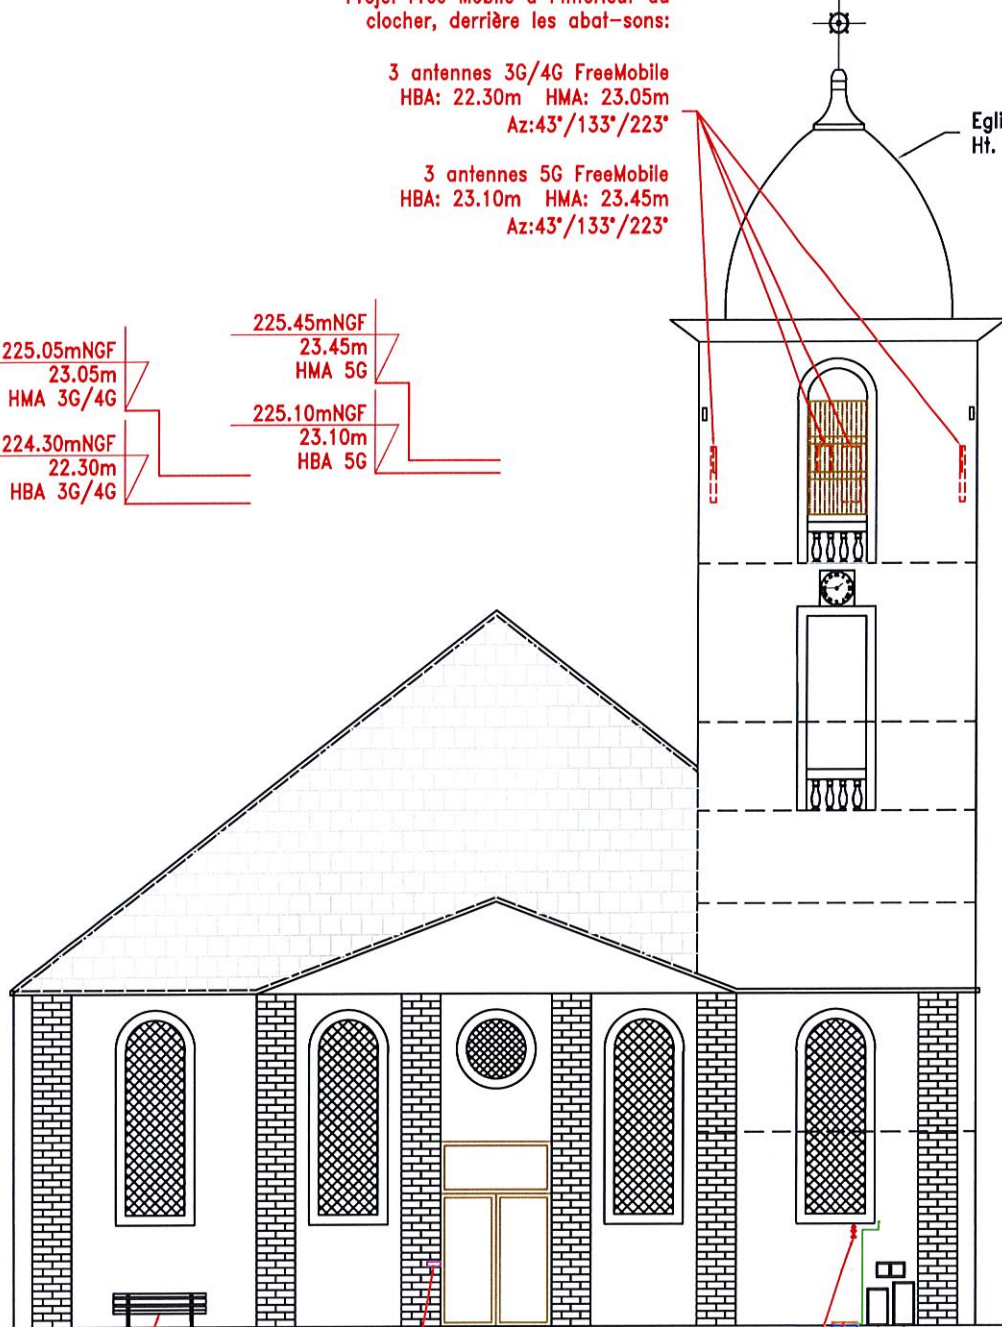 clocher, derrière les abat-sons:
3 antennes 3G/4G FreeMobile
HBA: 22.30m HMA: 23.05m
Az:43°/133°/223°
3 antennes 5G FreeMobile
HBA: 23.10m HMA: 23.45m
Az:43°/133°/223°
Ht.
225.05mNGF
23.05m
HMA 3G/4G
224.30mNGF
22.30m
HBA 3G/4G
225.45mNGF
23.45m
HMA 5G
225.10mNGF
23.10m
HBA 5G